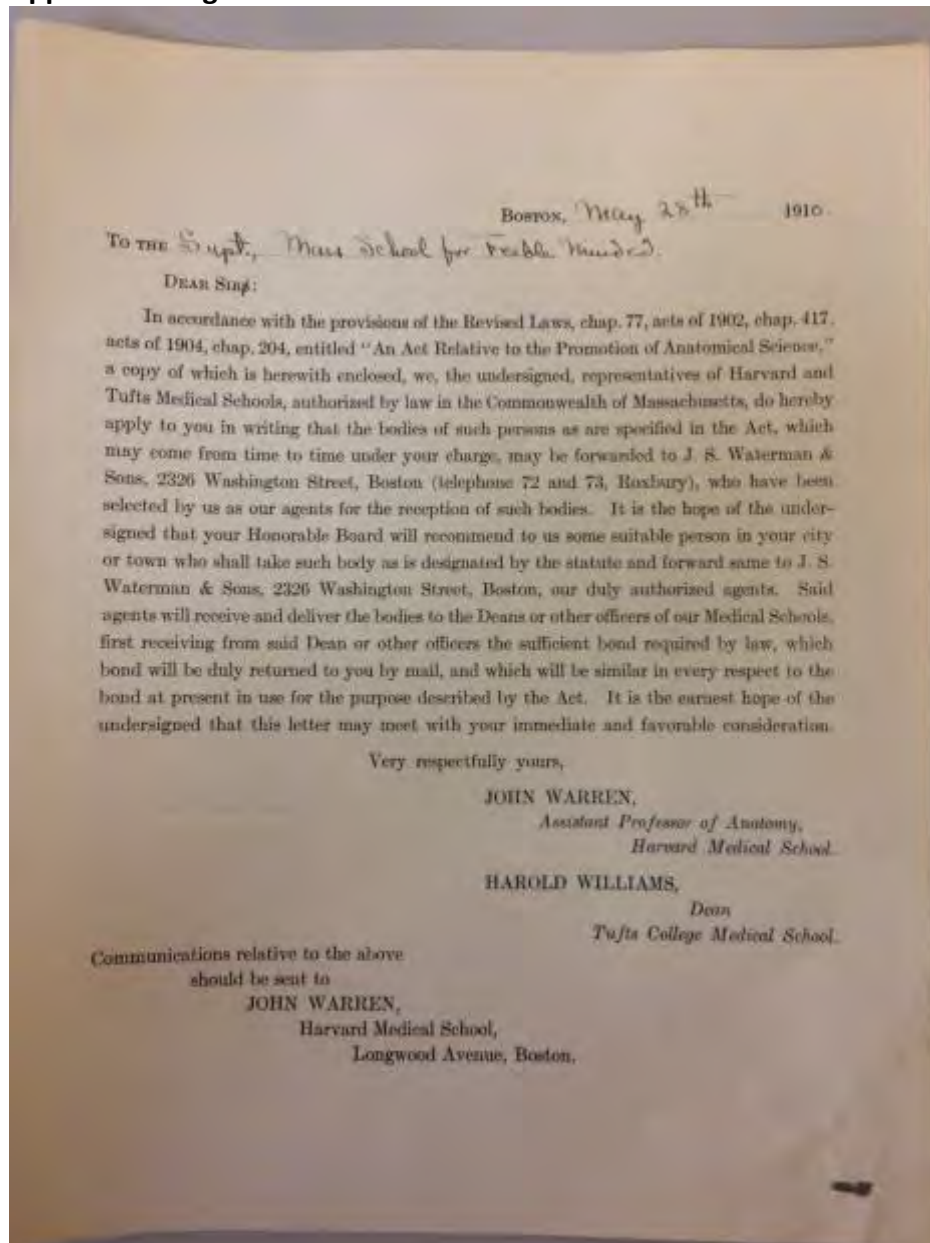 Boston, May 28th 1910
To the Supt., Mass School for Feeble Minded.
Dear Sir:
In accordance with the provisions of the Revised Laws, chap. 77, acts of 1902, chap. 417,
acts of 1904, chap. 204, entitled "An Act Relative to the Promotion of Anatomical Science,"
a copy of which is herewith enclosed, we, the undersigned, representatives of Harvard and
Tufts Medical Schools, authorized by law in the Commonwealth of Massachusetts, do hereby
apply to you in writing that the bodies of such persons as are specified in the Act, which
may come from time to time under your charge, may be forwarded to J. S. Waterman &
Sons, 2326 Washington Street, Boston (telephone 72 and 73, Roxbury), who have been
selected by us as our agents for the reception of such bodies. It is the hope of the under-
signed that your Honorable Board will recommend to us some suitable person in your city
or town who shall take such body as is designated by the statute and forward same to J. S.
Waterman & Sons, 2326 Washington Street, Boston, our duly authorized agents. Said
agents will receive and deliver the bodies to the Deans or other officers of our Medical Schools,
first receiving from said Dean or other officers the sufficient bond required by law, which
bond will be duly returned to you by mail, and which will be similar in every respect to the
bond at present in use for the purpose described by the Act. It is the earnest hope of the
undersigned that this letter may meet with your immediate and favorable consideration.
Very respectfully yours,
JOHN WARREN,
Assistant Professor of Anatomy,
Harvard Medical School.
HAROLD WILLIAMS,
Dean
Tufts College Medical School.
Communications relative to the above
should be sent to
JOHN WARREN,
Harvard Medical School,
Longwood Avenue, Boston.